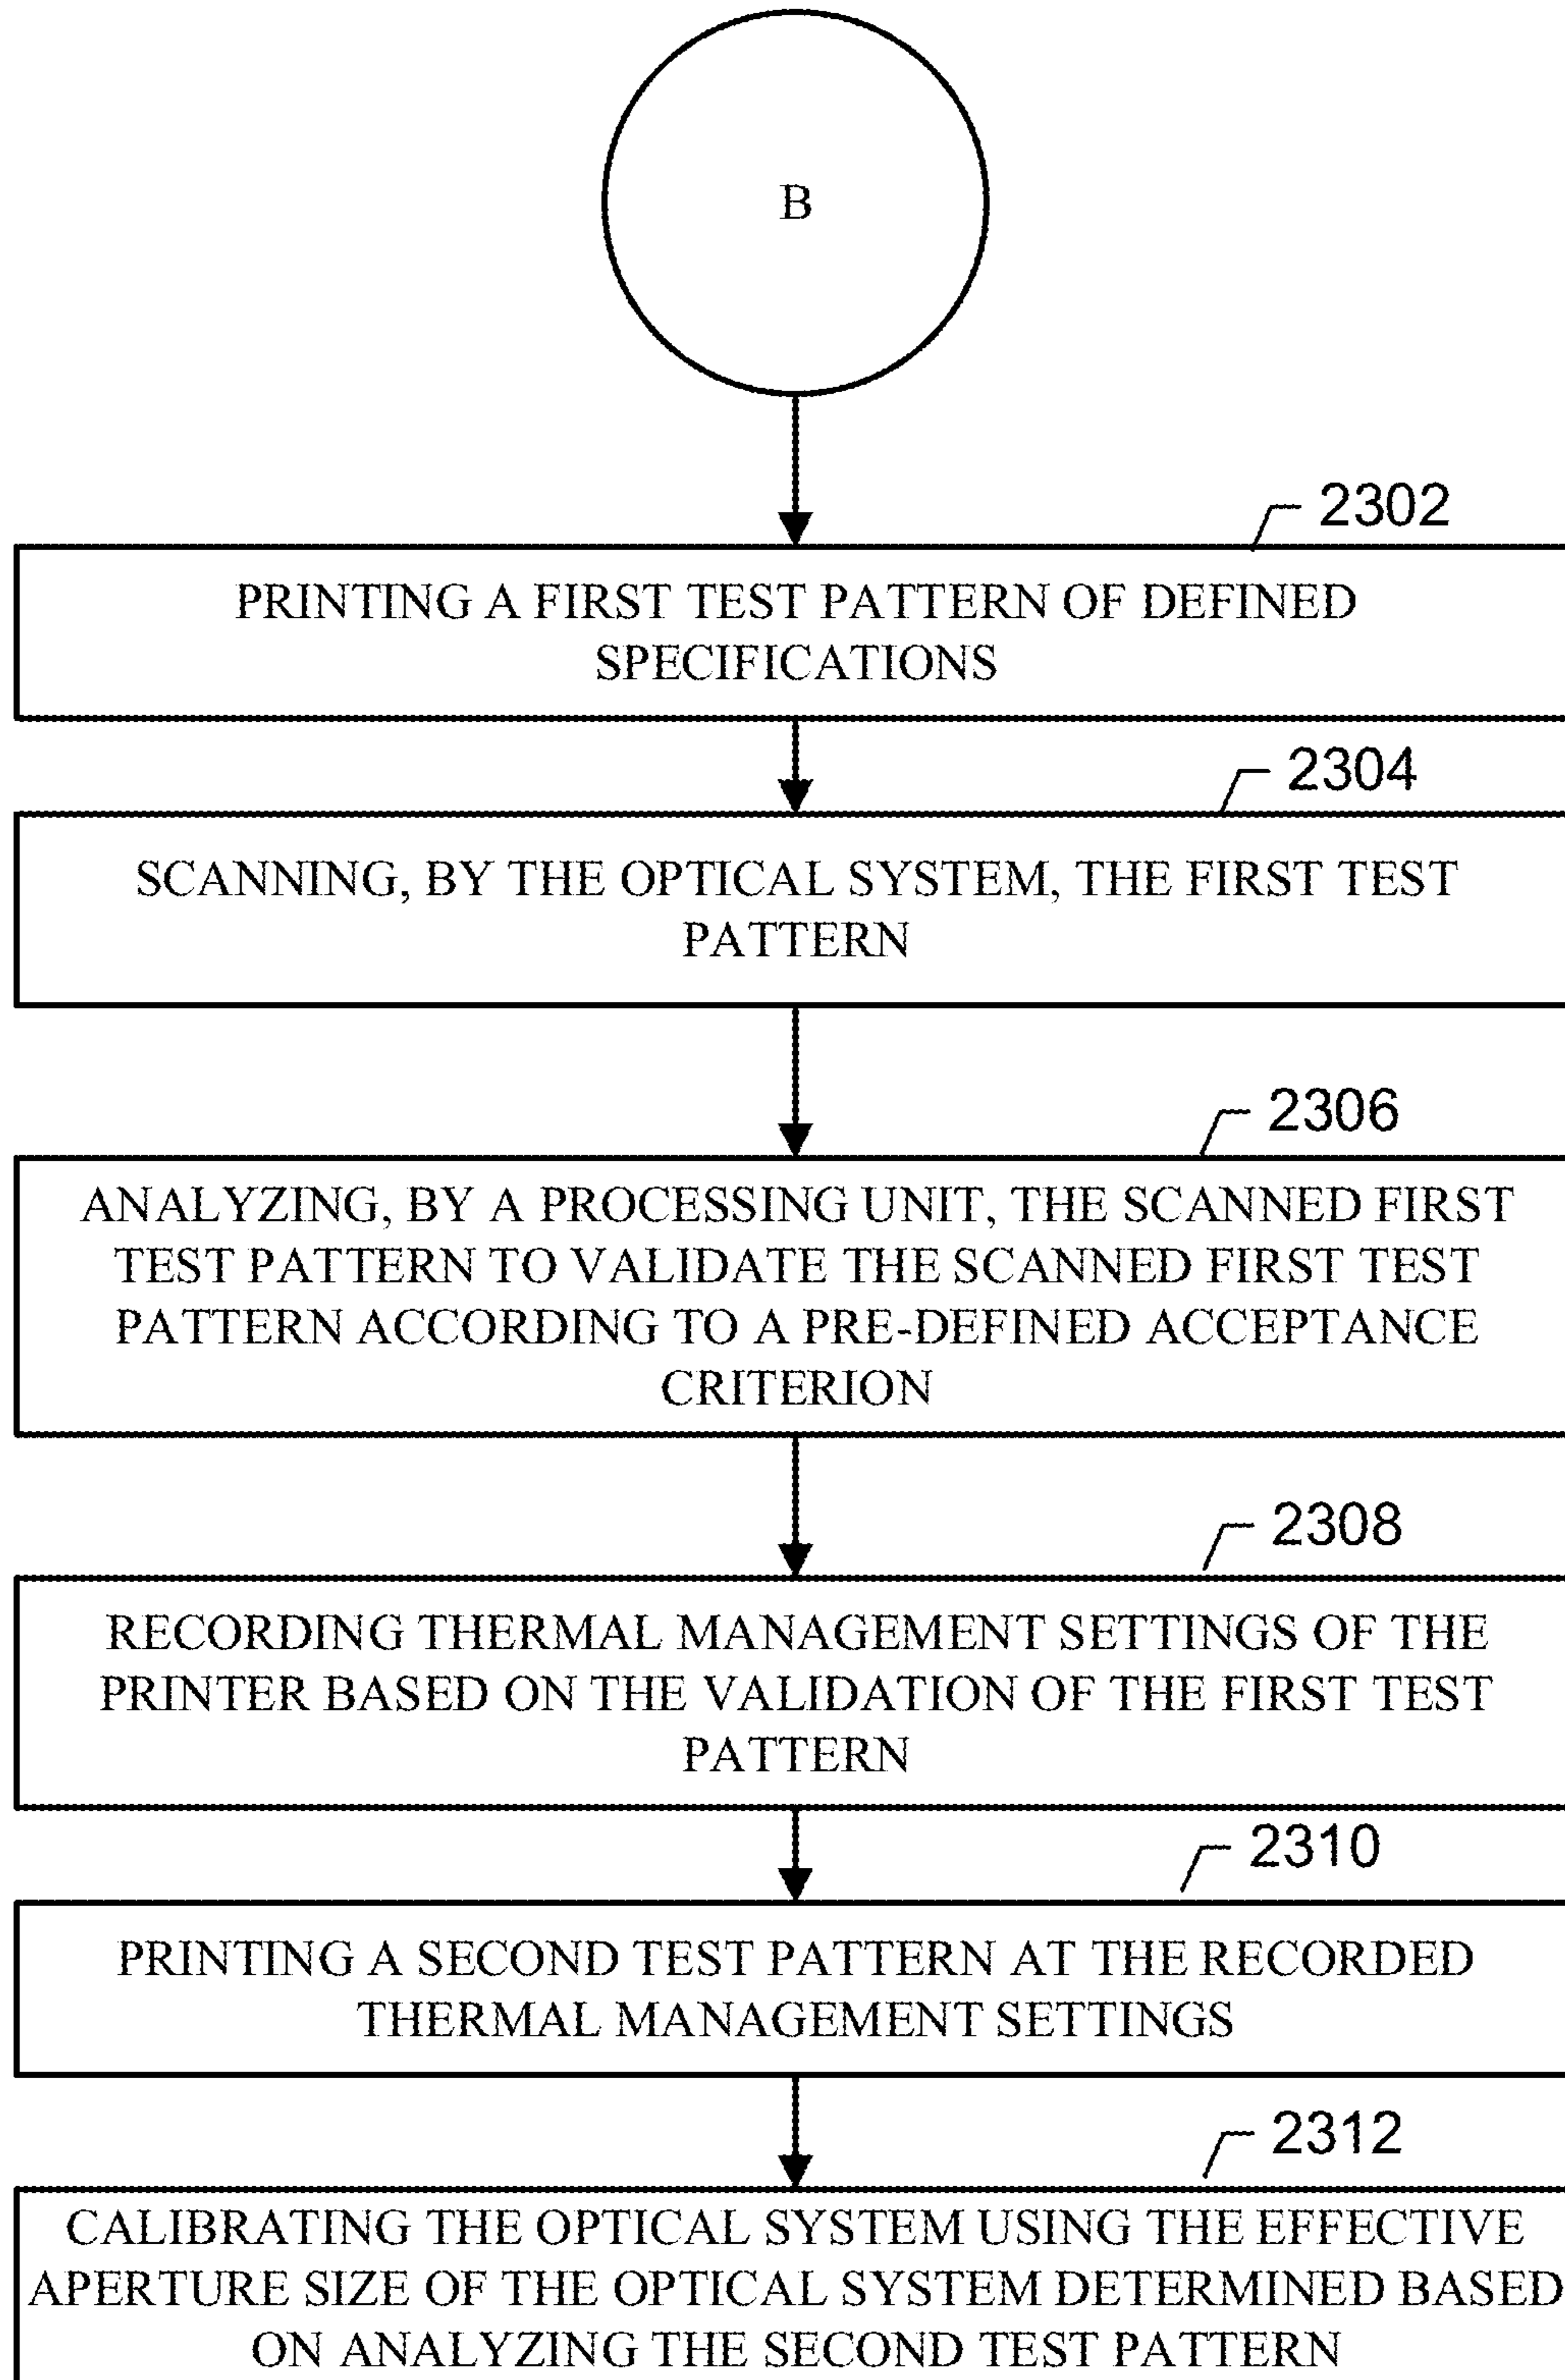 B
2302
PRINTING A FIRST TEST PATTERN OF DEFINED
SPECIFICATIONS
2304
SCANNING, BY THE OPTICAL SYSTEM, THE FIRST TEST
PATTERN
2306
ANALYZING, BY A PROCESSING UNIT, THE SCANNED FIRST
TEST PATTERN TO VALIDATE THE SCANNED FIRST TEST
PATTERN ACCORDING TO A PRE-DEFINED ACCEPTANCE
CRITERION
2308
RECORDING THERMAL MANAGEMENT SETTINGS OF THE
PRINTER BASED ON THE VALIDATION OF THE FIRST TEST
PATTERN
2310
PRINTING A SECOND TEST PATTERN AT THE RECORDED
THERMAL MANAGEMENT SETTINGS
2312
CALIBRATING THE OPTICAL SYSTEM USING THE EFFECTIVE
APERTURE SIZE OF THE OPTICAL SYSTEM DETERMINED BASED
ON ANALYZING THE SECOND TEST PATTERN